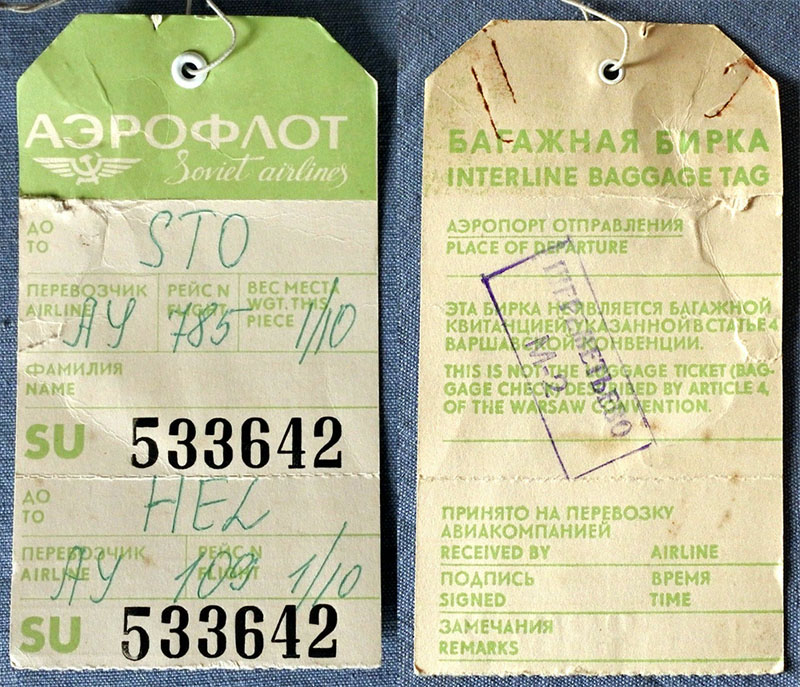 АЭРОФЛОТ
Soviet airlines
ДО
TO
STO
ПЕРЕВОЗЧИК
AIRLINE
AY
РЕЙС N
FLIGHT
785
ВЕС МЕСТА
WGT. THIS
PIECE
1/10
ФАМИЛИЯ
NAME
SU 533642
ДО
TO
HEL
ПЕРЕВОЗЧИК
AIRLINE
AY
РЕЙС N
FLIGHT
109
1/10
SU 533642
БАГАЖНАЯ БИРКА
INTERLINE BAGGAGE TAG
АЭРОПОРТ ОТПРАВЛЕНИЯ
PLACE OF DEPARTURE
ЭТА БИРКА НЕ ЯВЛЯЕТСЯ БАГАЖНОЙ
КВИТАНЦИЕЙ УКАЗАННОЙ В СТАТЬЕ 4
ВАРШАВСКОЙ КОНВЕНЦИИ.
THIS IS NOT THE BAGGAGE TICKET (BAG-
GAGE CHECK) DESCRIBED BY ARTICLE 4,
OF THE WARSAW CONVENTION.
М-2
ПРИНЯТО НА ПЕРЕВОЗКУ
АВИАКОМПАНИЕЙ
RECEIVED BY AIRLINE
ПОДПИСЬ ВРЕМЯ
SIGNED TIME
ЗАМЕЧАНИЯ
REMARKS